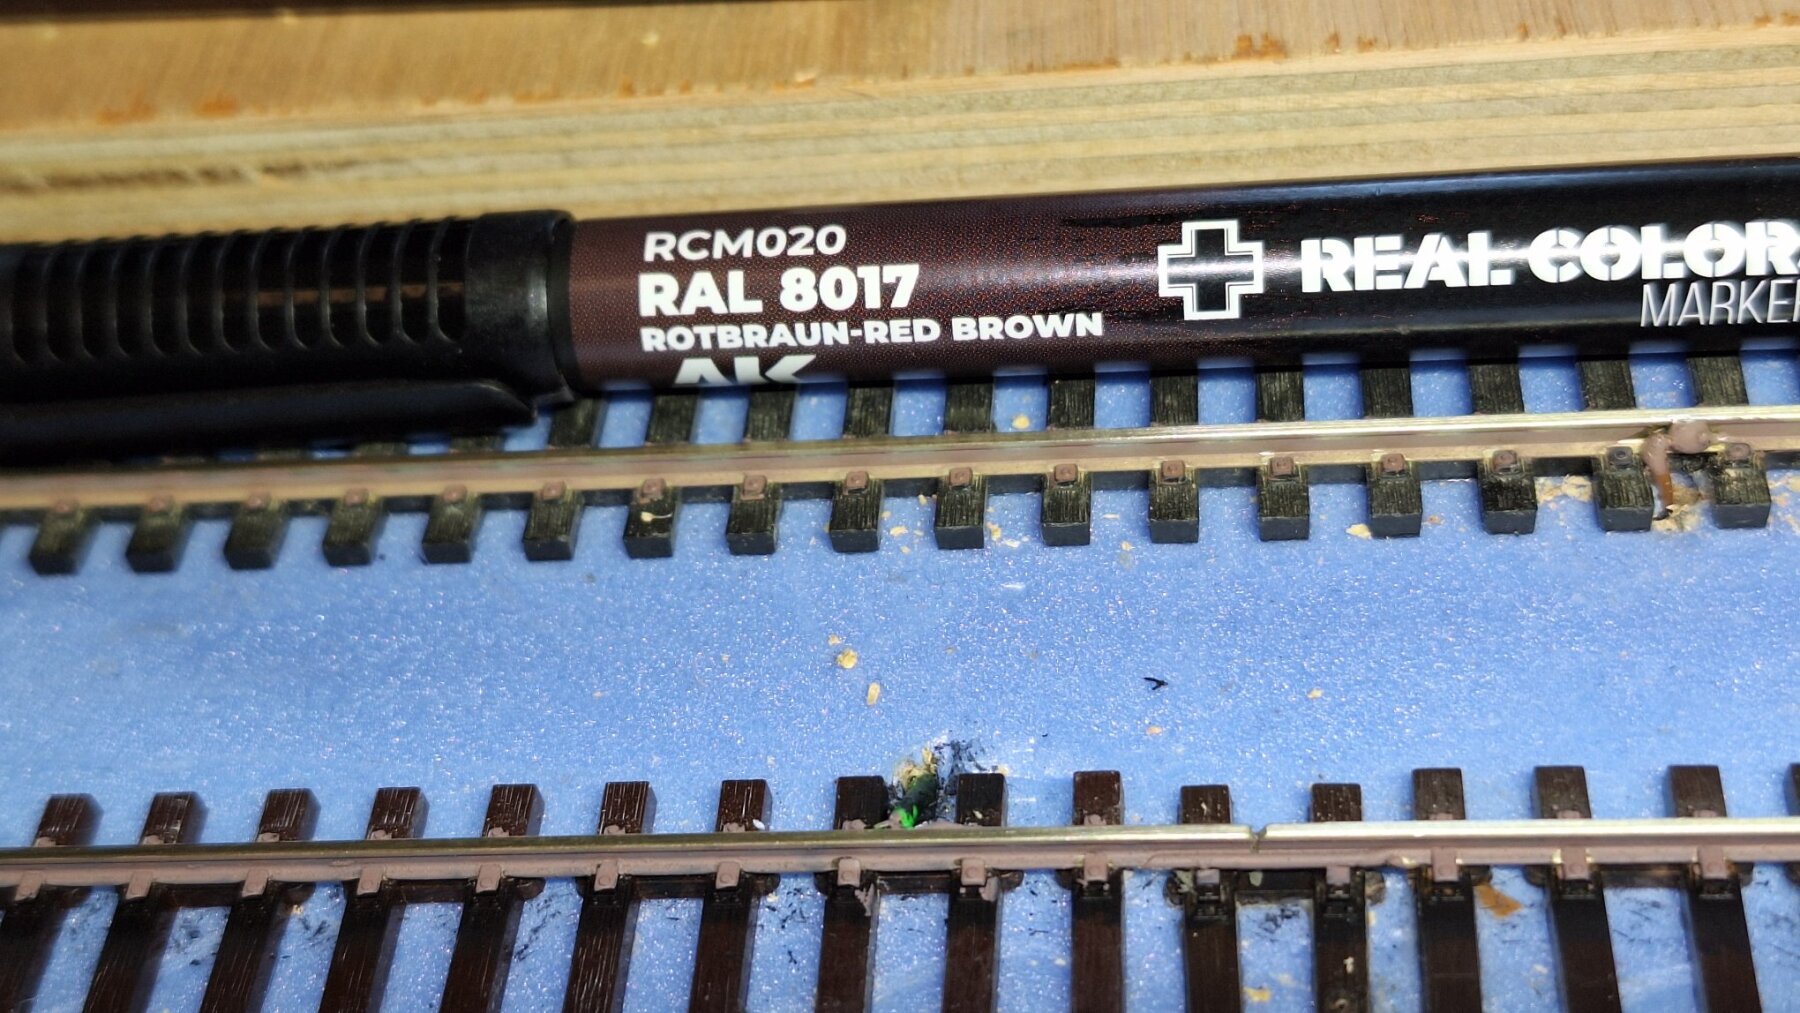 RCM020
RAL 8017
ROTBRAUN-RED BROWN
AK
REAL COLOR
MARKER